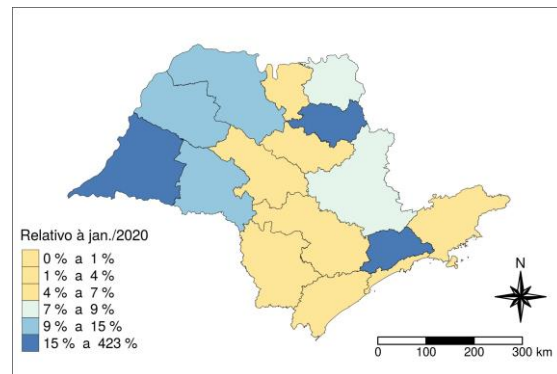 Relativo à jan./2020
0 % a 1 %
1 % a 4 %
4 % a 7 %
7 % a 9 %
9 % a 15 %
15 % a 423 %
N
0 100 200 300 km